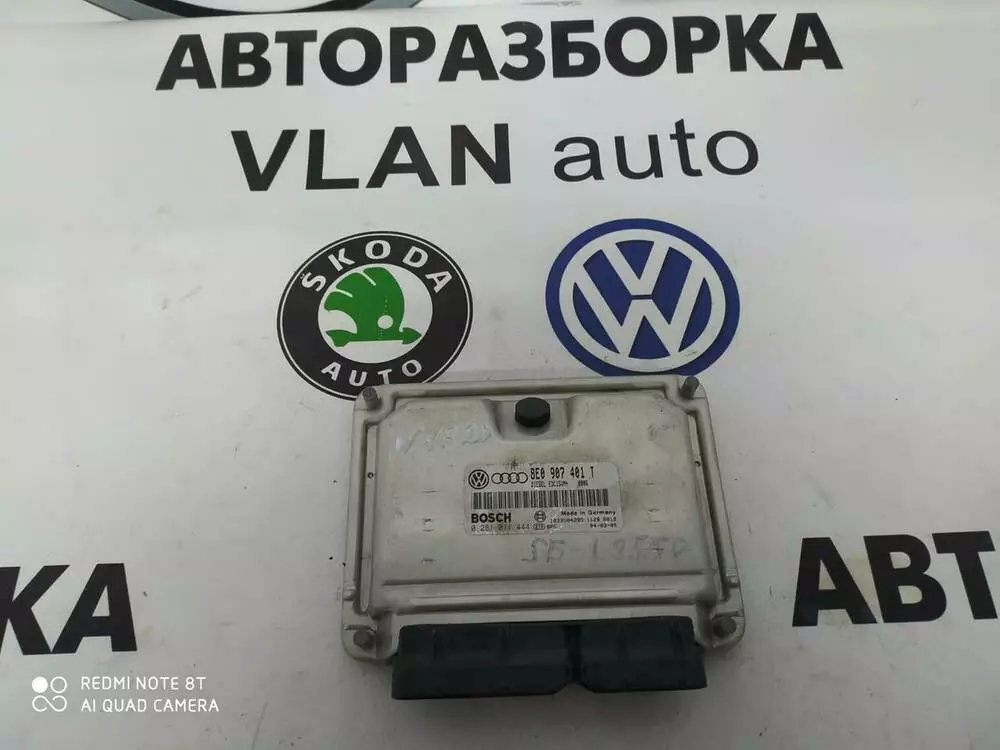 АВТОРАЗБОРКА
VLAN auto
ŠKODA
AUTO
8E0 907 401 T
BOSCH
Made in Germany
КА
АВТ
REDMI NOTE 8T
AI QUAD CAMERA